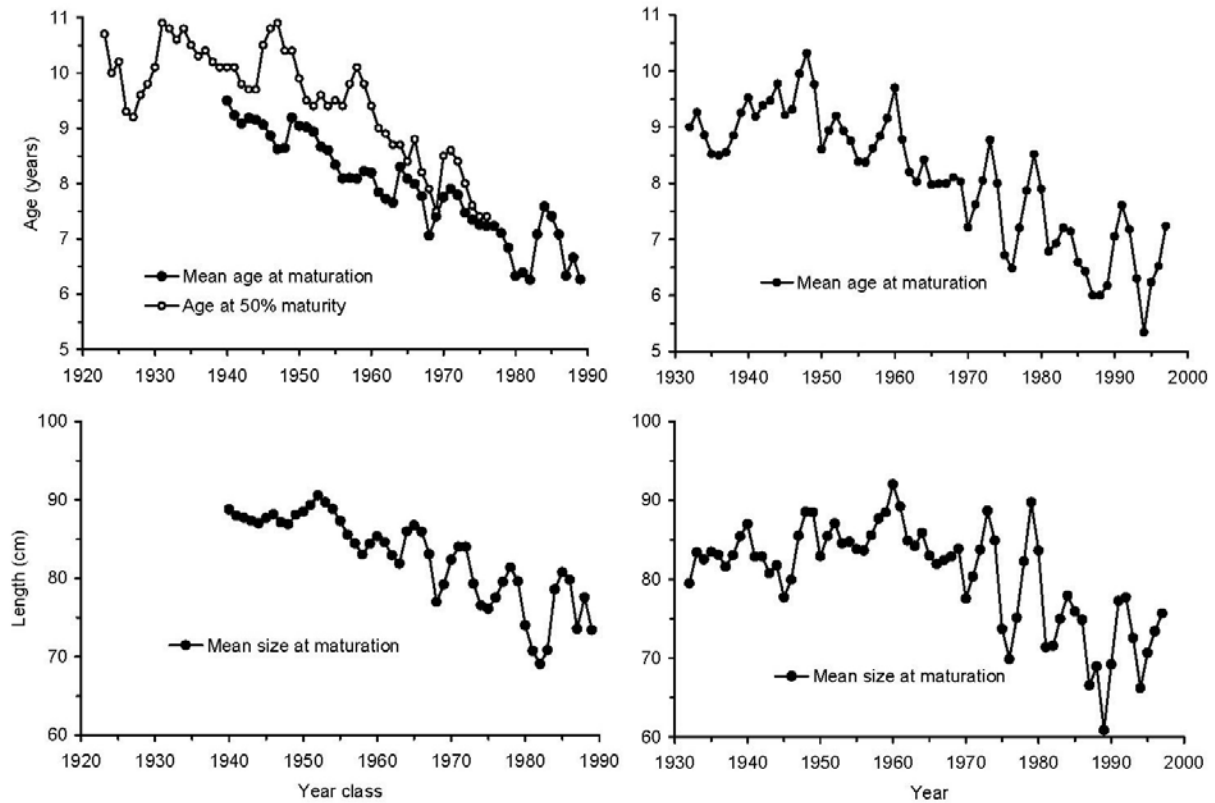 11
10
9
8
7
6
5
Age (years)
Mean age at maturation
Age at 50% maturity
1920 1930 1940 1950 1960 1970 1980 1989
11
10
9
8
7
6
5
Mean age at maturation
1930 1940 1950 1960 1970 1980 1990 2000
100
90
80
70
60
Length (cm)
Mean size at maturation
1920 1930 1940 1950 1960 1970 1980 1990
Year class
100
90
80
70
60
Mean size at maturation
1930 1940 1950 1960 1970 1980 1990 2000
Year